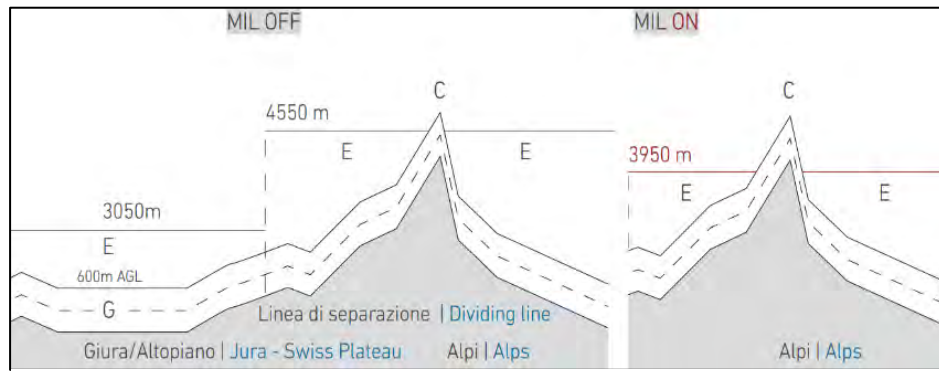 MIL OFF
MIL ON
C
C
4550 m
E
E
3950 m
E
E
3050m
E
600m AGL
G
Linea di separazione | Dividing line
Giura/Altopiano | Jura - Swiss Plateau
Alpi | Alps
Alpi | Alps